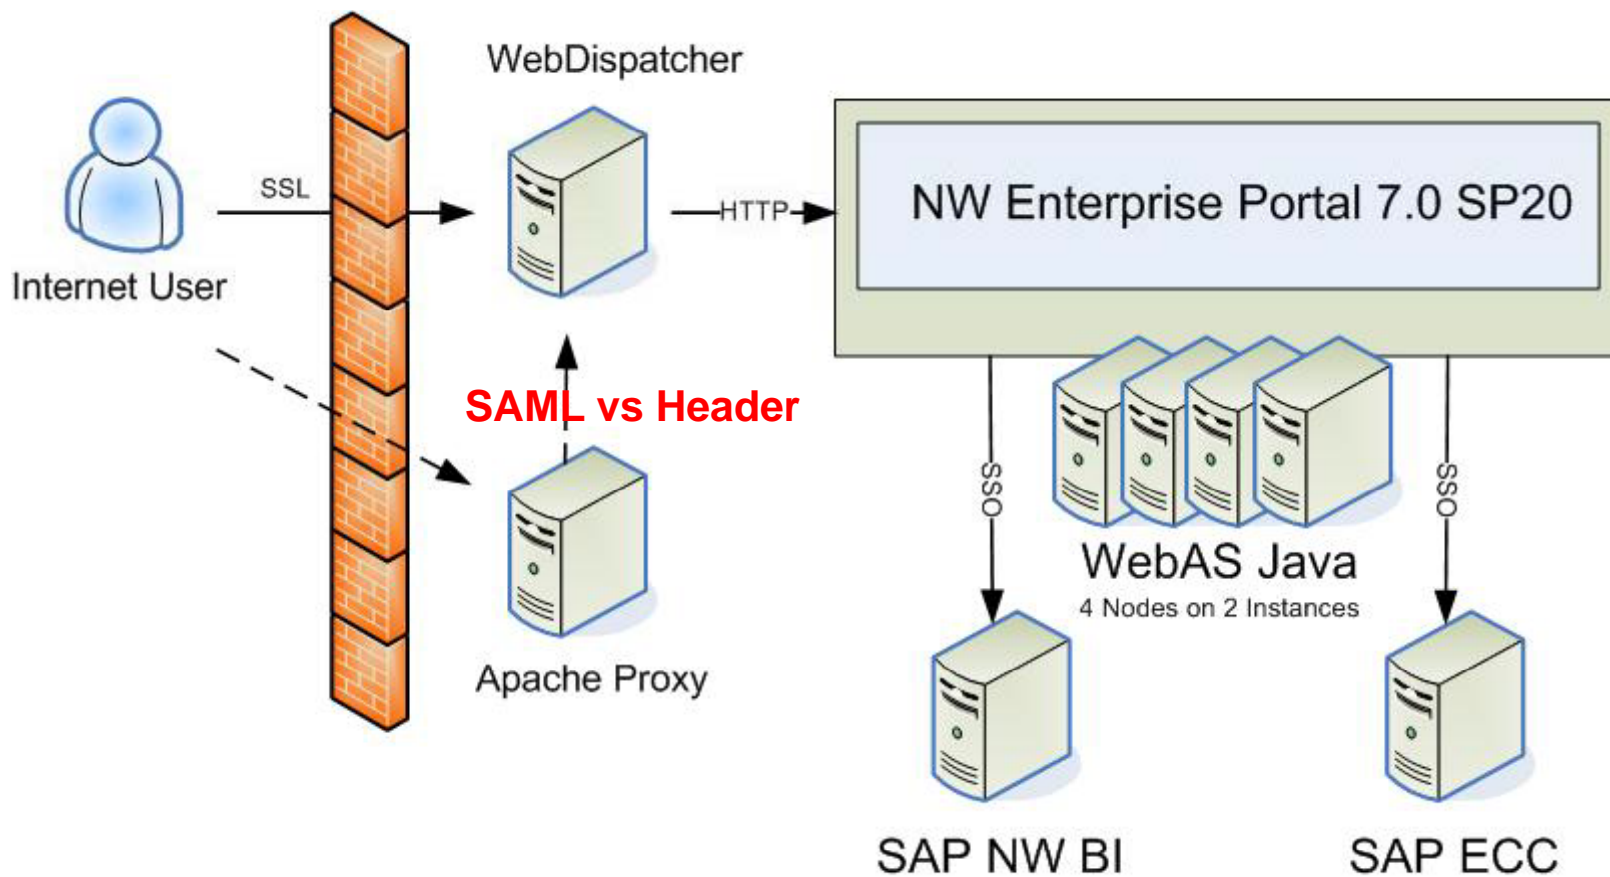 WebDispatcher
SSL
HTTP
NW Enterprise Portal 7.0 SP20
Internet User
SAML vs Header
SSO
SSO
WebAS Java
4 Nodes on 2 Instances
Apache Proxy
SAP NW BI
SAP ECC